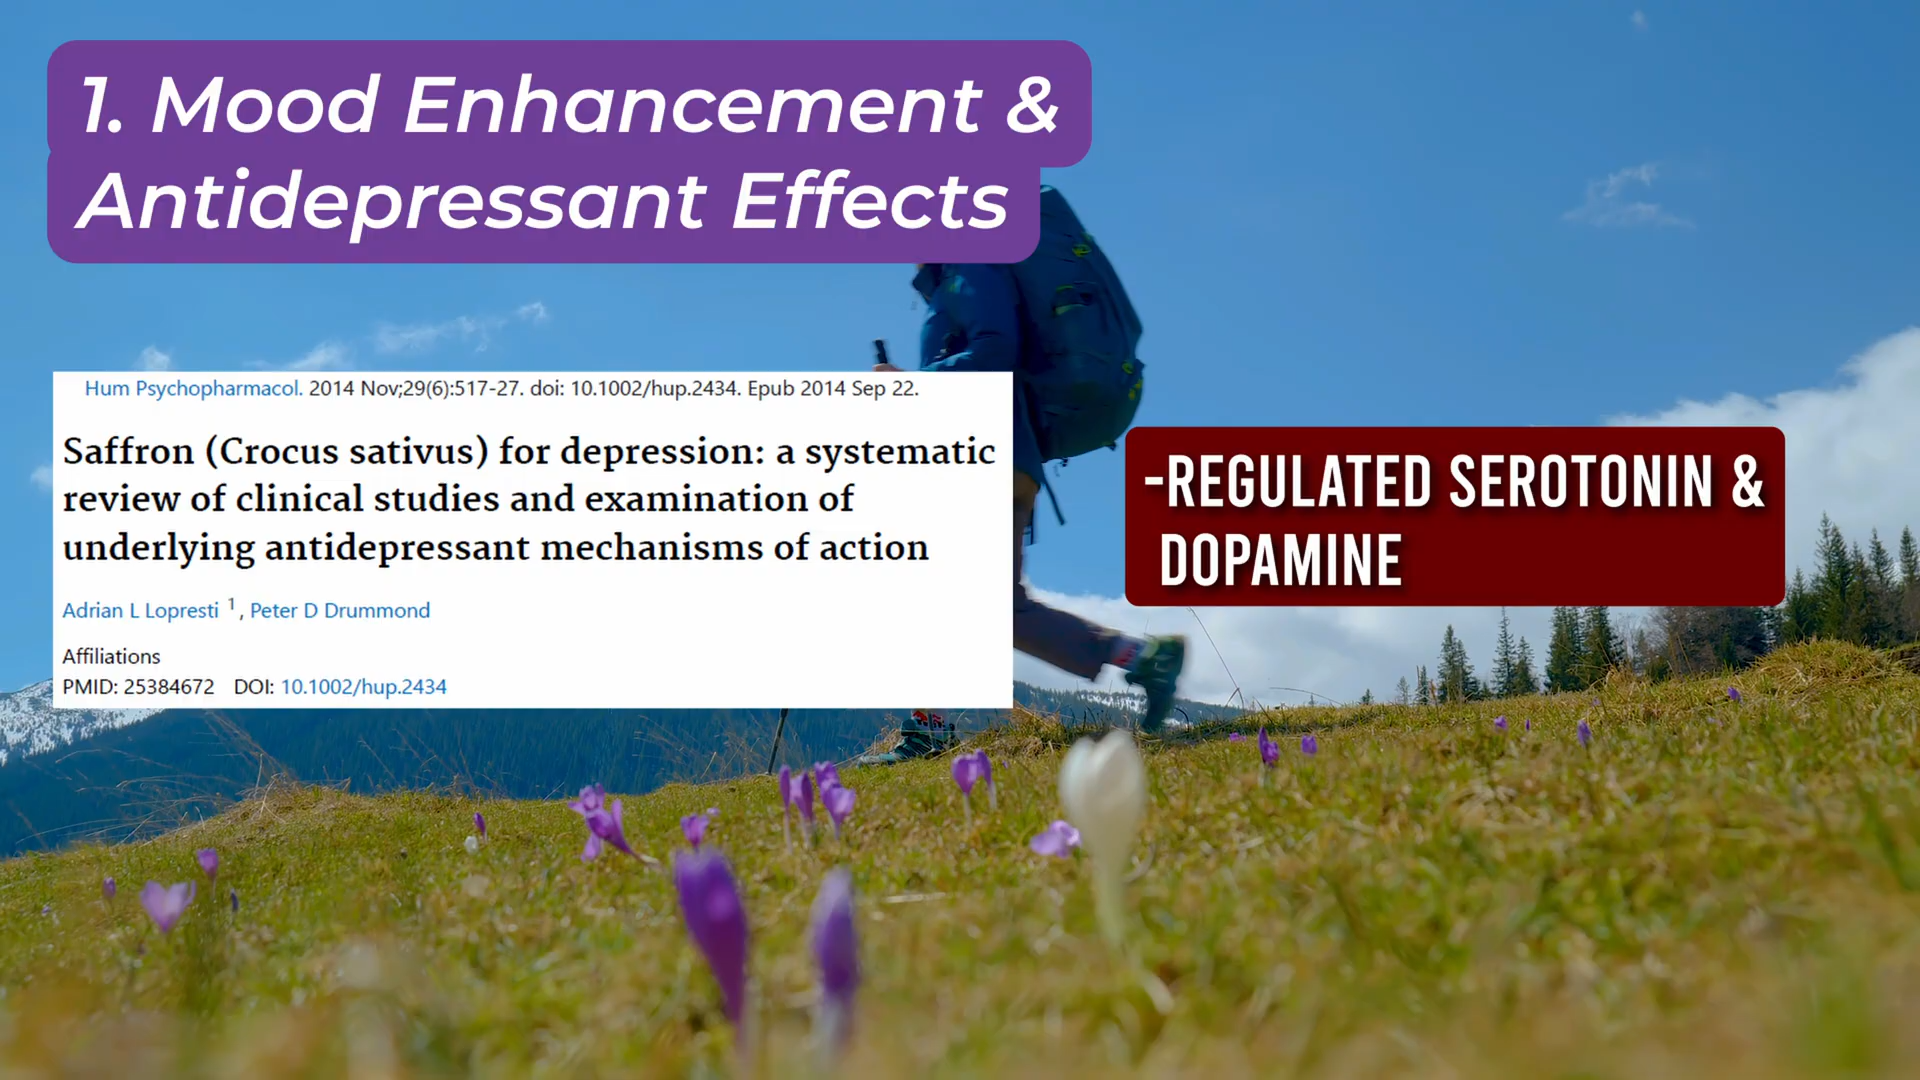 1. Mood Enhancement &
Antidepressant Effects
Hum Psychopharmacol. 2014 Nov;29(6):517-27. doi: 10.1002/hup.2434. Epub 2014 Sep 22.
Saffron (Crocus sativus) for depression: a systematic
review of clinical studies and examination of
underlying antidepressant mechanisms of action
Adrian L Lopresti 1, Peter D Drummond
Affiliations
PMID: 25384672 DOI: 10.1002/hup.2434
-REGULATED SEROTONIN &
DOPAMINE